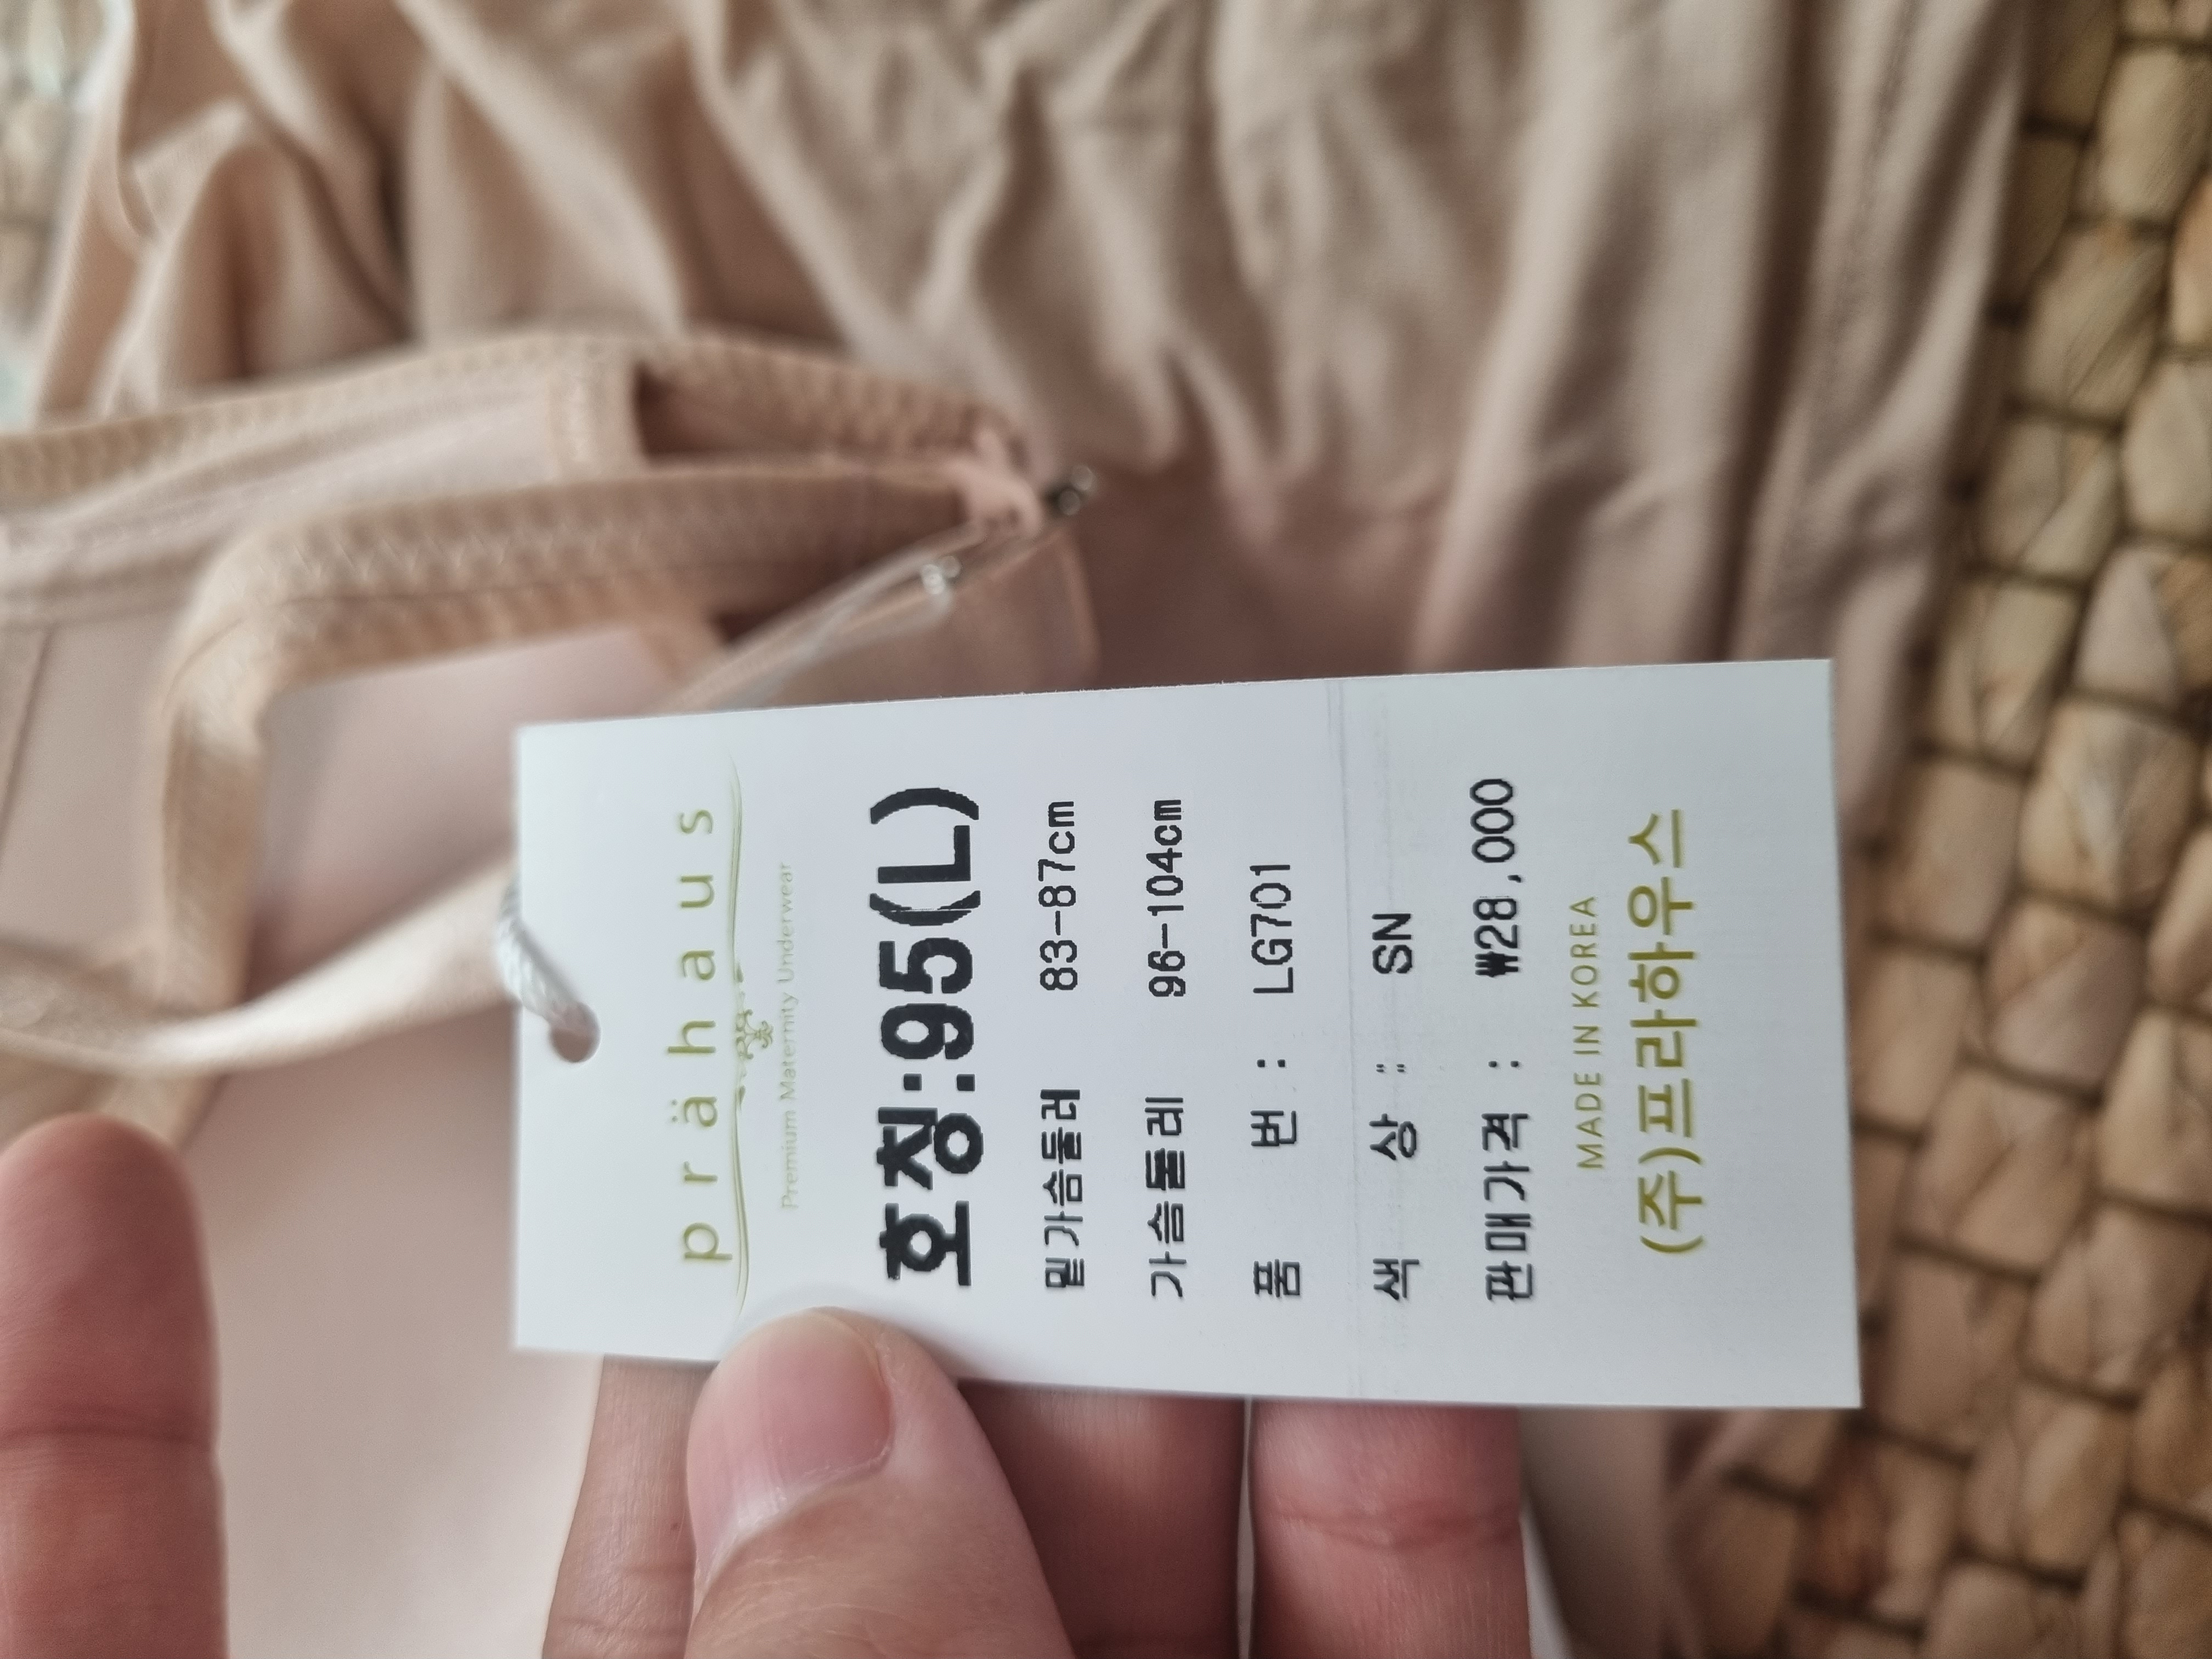 prähaus
Premium Maternity Underwear
호칭:95(L)
밑가슴둘레 83-87cm
가슴둘레 96-104cm
품 번 : LG701
색 상 : SN
판매가격 : ₩28,000
MADE IN KOREA
(주)프라하우스